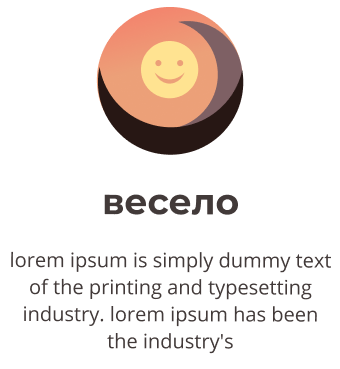 весело
lorem ipsum is simply dummy text
of the printing and typesetting
industry. lorem ipsum has been
the industry's